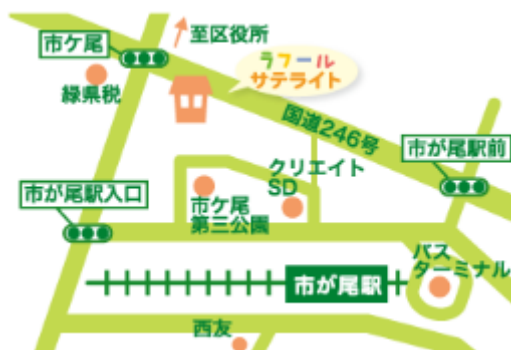 市ケ尾
至区役所
ラフール
サテライト
緑県税
国道246号
市が尾駅前
クリエイト
SD
市が尾駅入口
市ケ尾
第三公園
バス
ターミナル
市が尾駅
西友